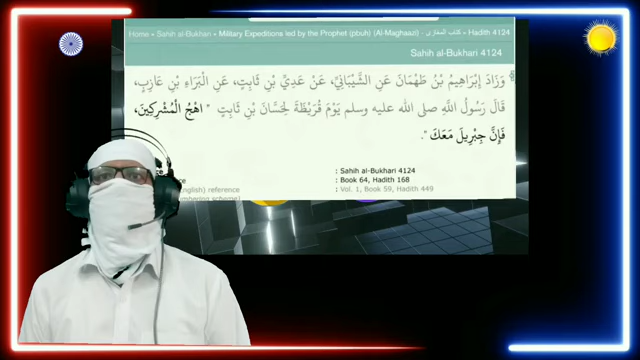 Home » Sahih al-Bukhari » Military Expeditions led by the Prophet (pbuh) (Al-Maghaazi) - كتاب المغازى » Hadith 4124
Sahih al-Bukhari 4124
وَزَادَ إِبْرَاهِيمُ بْنُ طَهْمَانَ عَنِ الشَّيْبَانِيِّ، عَنْ عَدِيِّ بْنِ ثَابِتٍ، عَنِ الْبَرَاءِ بْنِ عَازِبٍ،
قَالَ رَسُولُ اللَّهِ صلى الله عليه وسلم يَوْمَ قُرَيْظَةَ لِحَسَّانَ بْنِ ثَابِتٍ " اهْجُ الْمُشْرِكِينَ،
فَإِنَّ جِبْرِيلَ مَعَكَ ".
: Sahih al-Bukhari 4124
: Book 64, Hadith 168
(English) reference : Vol. 1, Book 59, Hadith 449
numbering scheme)